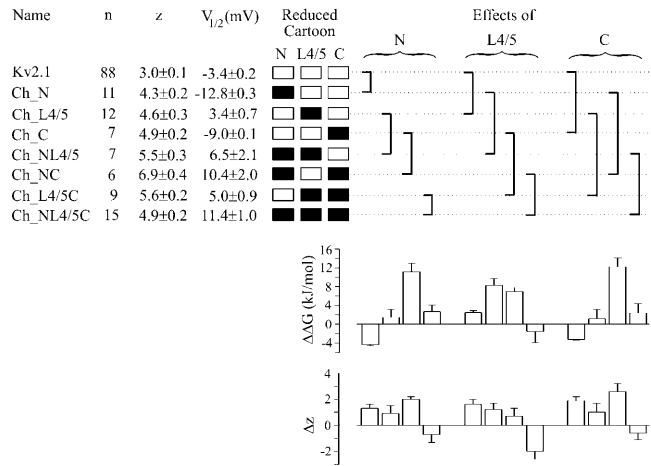 Name n z V1/2(mV) Reduced Cartoon Effects of
N L4/5 C N L4/5 C
Kv2.1 88 3.0±0.1 -3.4±0.2
Ch_N 11 4.3±0.2 -12.8±0.3
Ch_L4/5 12 4.6±0.3 3.4±0.7
Ch_C 7 4.9±0.2 -9.0±0.1
Ch_NL4/5 7 5.5±0.3 6.5±2.1
Ch_NC 6 6.9±0.4 10.4±2.0
Ch_L4/5C 9 5.6±0.2 5.0±0.9
Ch_NL4/5C 15 4.9±0.2 11.4±1.0
ΔΔG (kJ/mol)
16
12
8
4
0
-4
Δz
4
2
0
-2